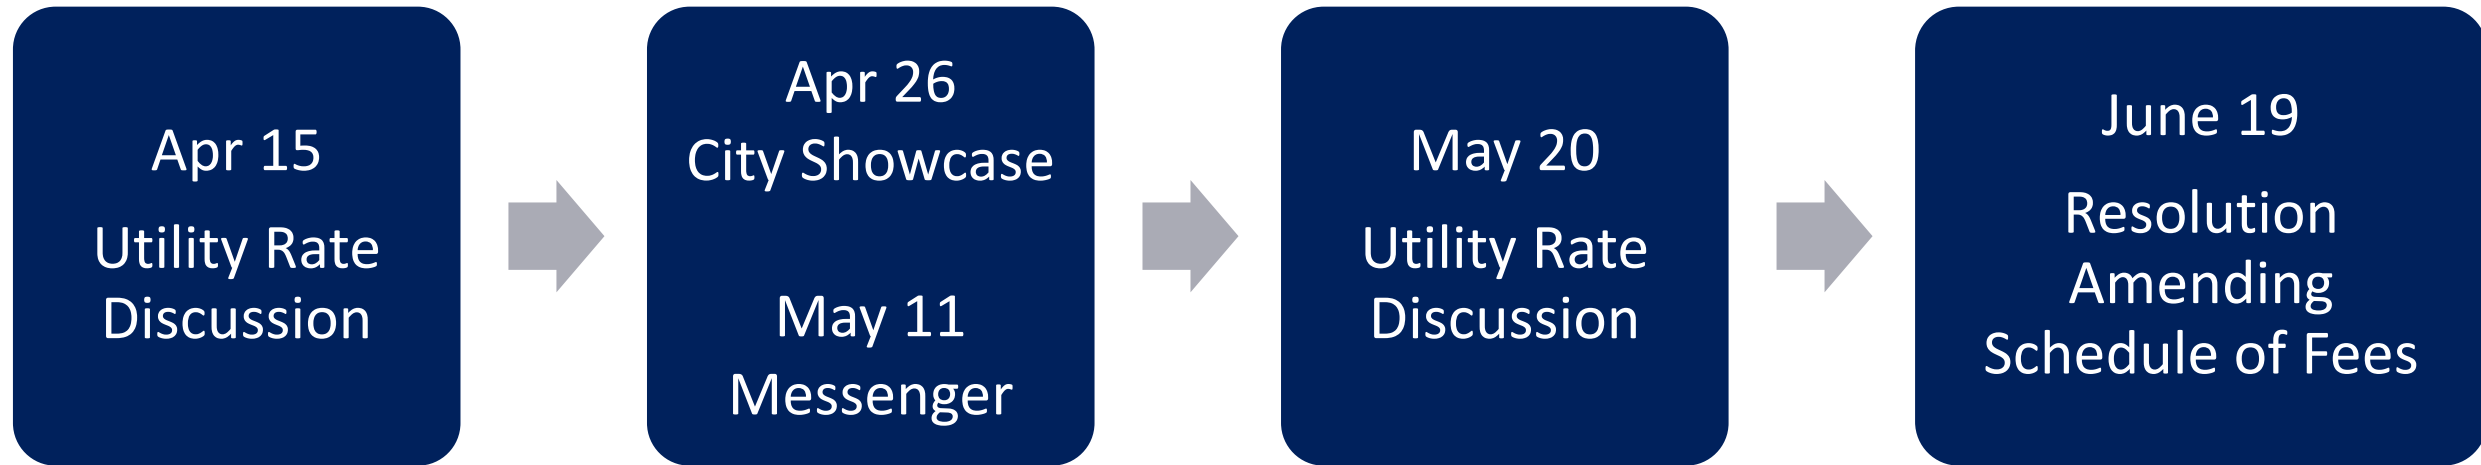 Apr 15
Utility Rate
Discussion
Apr 26
City Showcase
May 11
Messenger
May 20
Utility Rate
Discussion
June 19
Resolution
Amending
Schedule of Fees